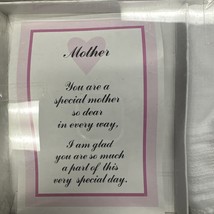 Mother
You are a
special mother
so dear
in every way.
I am glad
you are so much
a part of this
very special day.